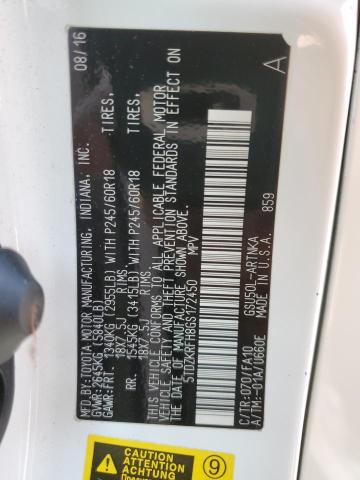 MFD. BY: TOYOTA MOTOR MANUFACTURING, INDIANA, INC. 08/16
GVWR: 2645KG (5840LB)
GAWR: FRT. 1340KG (2955LB) WITH P245/60R18 TIRES,
18X7.5J RIMS,
RR. 1545KG (3415LB) WITH P245/60R18 TIRES,
18X7.5J RIMS,
THIS VEHICLE CONFORMS TO ALL APPLICABLE FEDERAL MOTOR
VEHICLE SAFETY AND THEFT PREVENTION STANDARDS IN
EFFECT ON THE DATE OF MANUFACTURE SHOWN ABOVE.
5TDZKRFH8GS172450 MPV
A
859
C/TR: 070/FA10 GSU50L-ARTNKA
A/TM: -01A/U660E MADE IN U.S.A.
CAUTION
ATTENTION
ACHTUNG
9